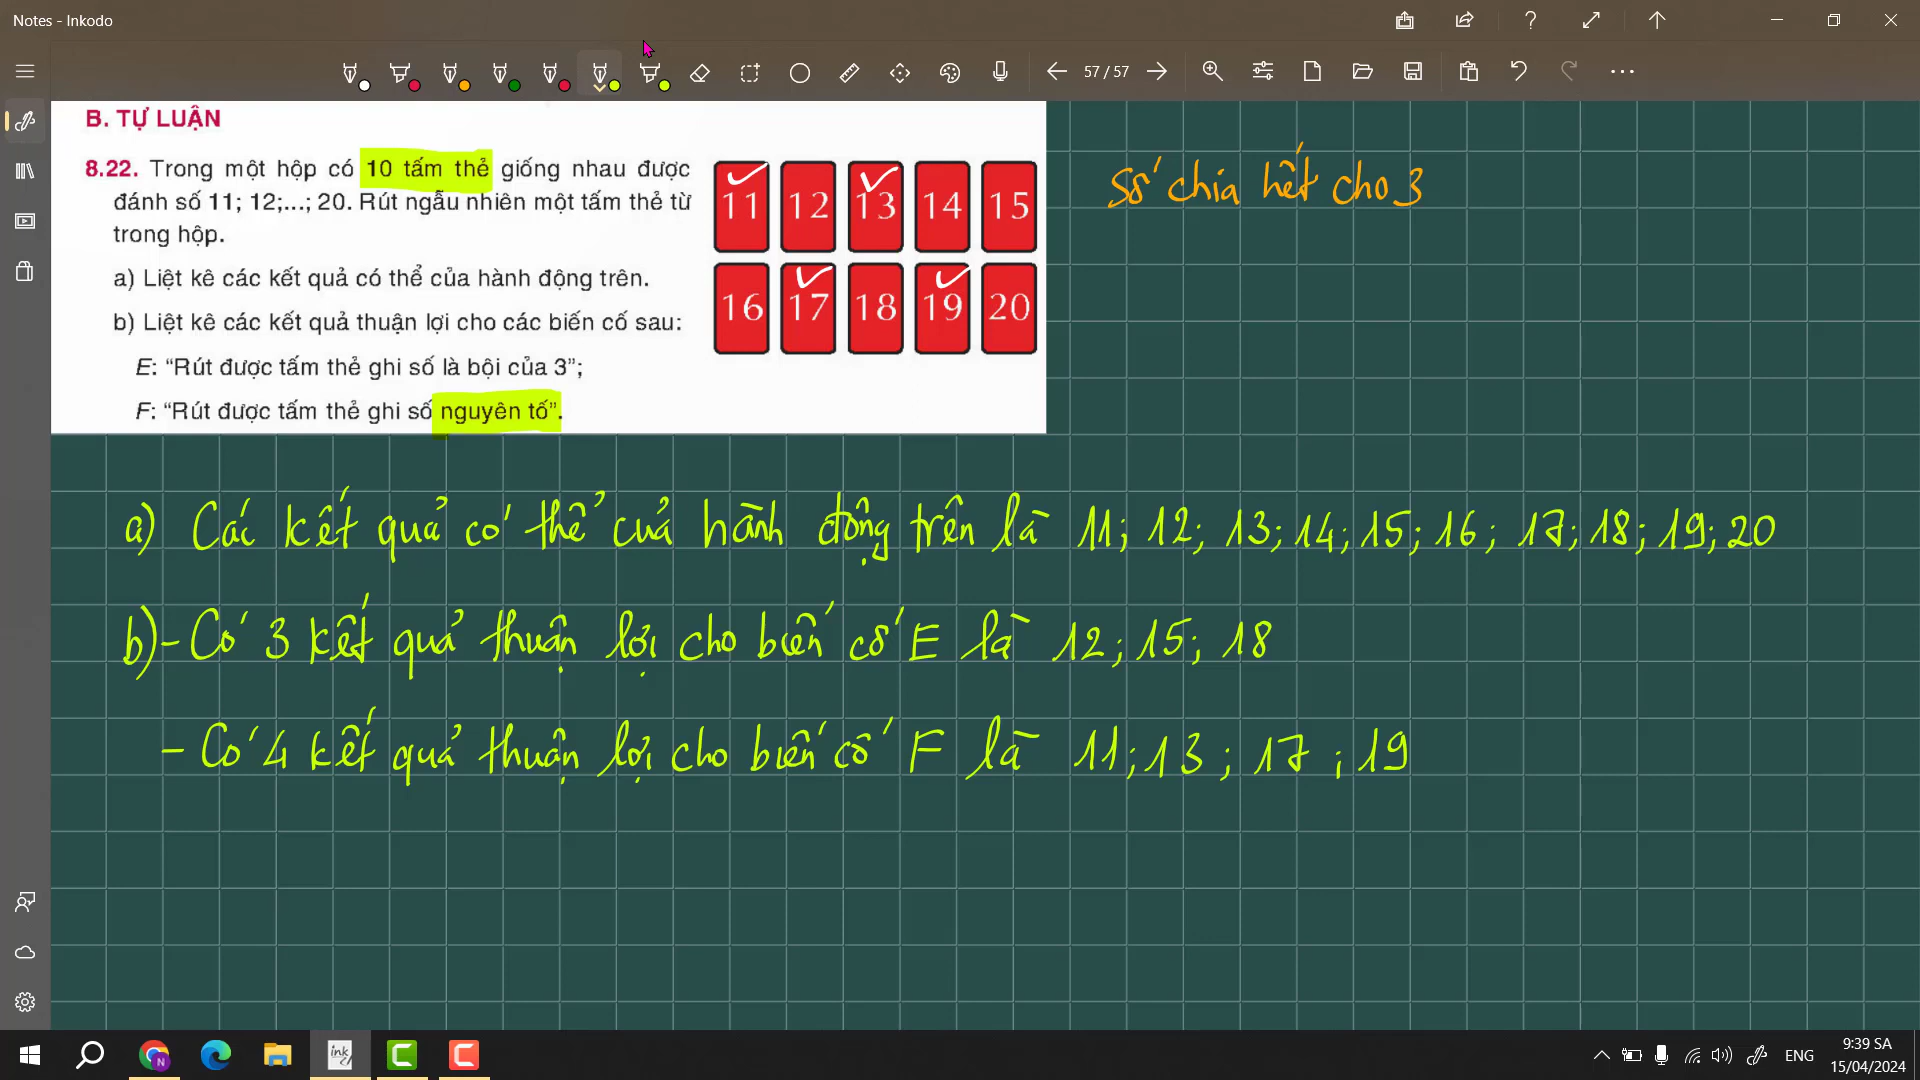 Notes - Inkodo
57 / 57
B. TỰ LUẬN
8.22. Trong một hộp có 10 tấm thẻ giống nhau được
đánh số 11; 12;...; 20. Rút ngẫu nhiên một tấm thẻ từ
trong hộp.
a) Liệt kê các kết quả có thể của hành động trên.
b) Liệt kê các kết quả thuận lợi cho các biến cố sau:
E: “Rút được tấm thẻ ghi số là bội của 3”;
F: “Rút được tấm thẻ ghi số nguyên tố”.
11 12 13 14 15
16 17 18 19 20
số chia hết cho 3
a) Các kết quả có thể của hành động trên là 11; 12; 13; 14; 15; 16; 17; 18; 19; 20
b) - Có 3 kết quả thuận lợi cho biến cố E là 12; 15; 18
- Có 4 kết quả thuận lợi cho biến cố F là 11; 13; 17; 19
N
ink
C
C
ENG
9:39 SA
15/04/2024